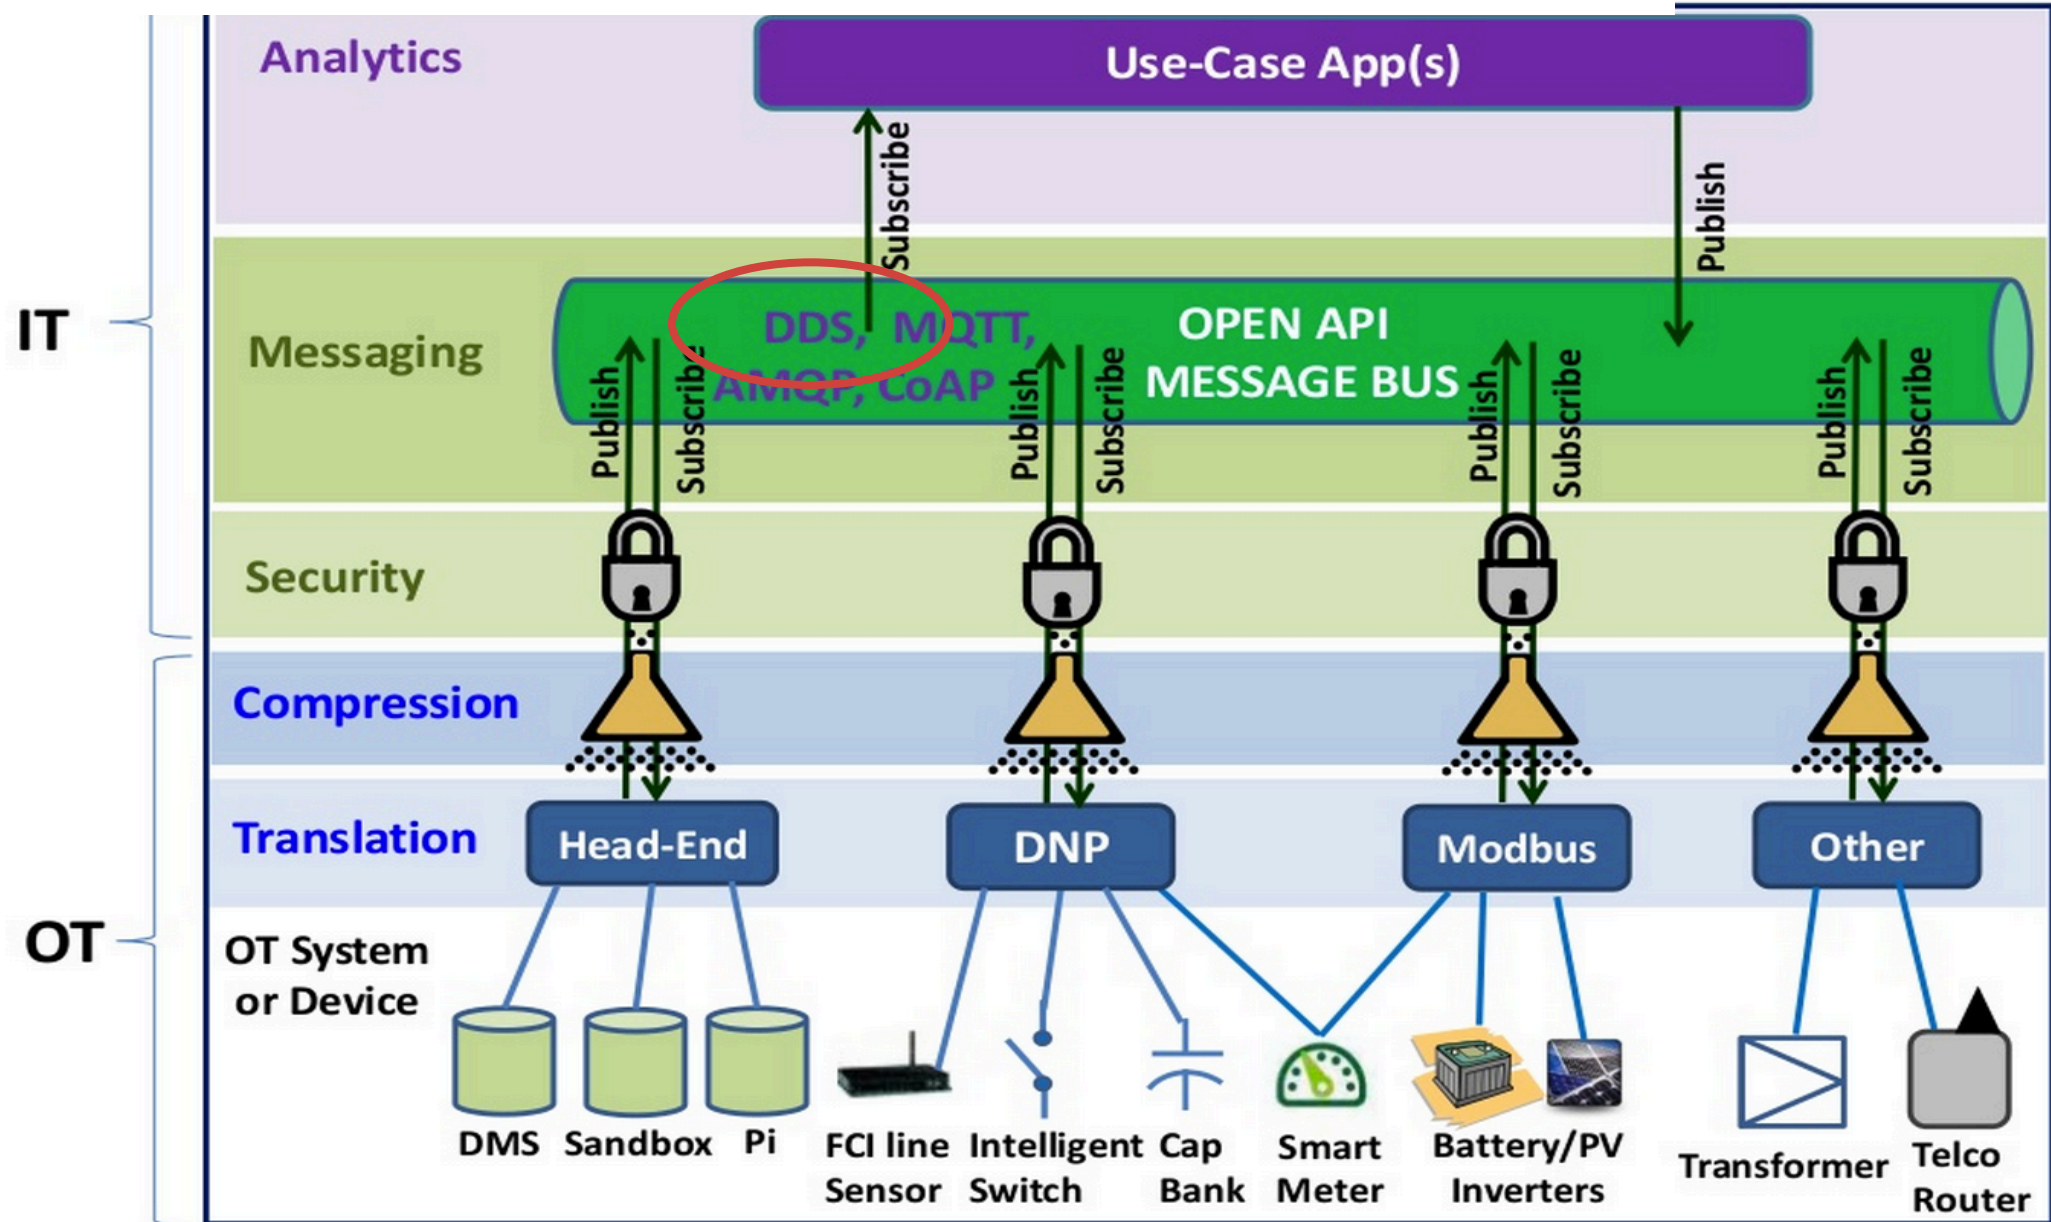 Analytics
Use-Case App(s)
Subscribe
Publish
IT
Messaging
DDS, MQTT,
AMQP, CoAP
OPEN API
MESSAGE BUS
Publish
Subscribe
Publish
Subscribe
Publish
Subscribe
Publish
Subscribe
Security
Compression
Translation
Head-End
DNP
Modbus
Other
OT
OT System
or Device
DMS
Sandbox
Pi
FCI line
Sensor
Intelligent
Switch
Cap
Bank
Smart
Meter
Battery/PV
Inverters
Transformer
Telco
Router